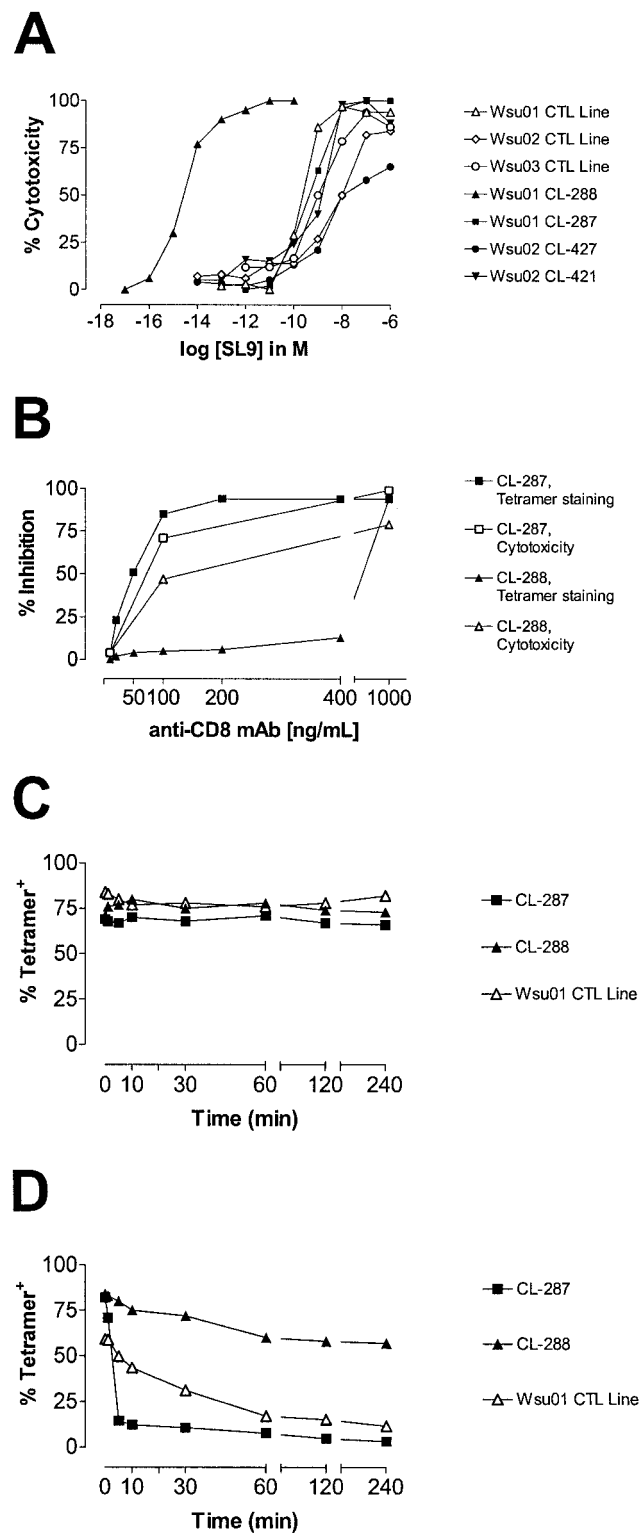 A
100
75
50
25
0
% Cytotoxicity
-18 -16 -14 -12 -10 -8 -6
log [SL9] in M
Wsu01 CTL Line
Wsu02 CTL Line
Wsu03 CTL Line
Wsu01 CL-288
Wsu01 CL-287
Wsu02 CL-427
Wsu02 CL-421
B
100
75
50
25
0
% Inhibition
50 100 200 400 1000
anti-CD8 mAb [ng/mL]
CL-287,
Tetramer staining
CL-287,
Cytotoxicity
CL-288,
Tetramer staining
CL-288,
Cytotoxicity
C
100
75
50
25
0
% Tetramer+
0 10 30 60 120 240
Time (min)
CL-287
CL-288
Wsu01 CTL Line
D
100
75
50
25
0
% Tetramer+
0 10 30 60 120 240
Time (min)
CL-287
CL-288
Wsu01 CTL Line